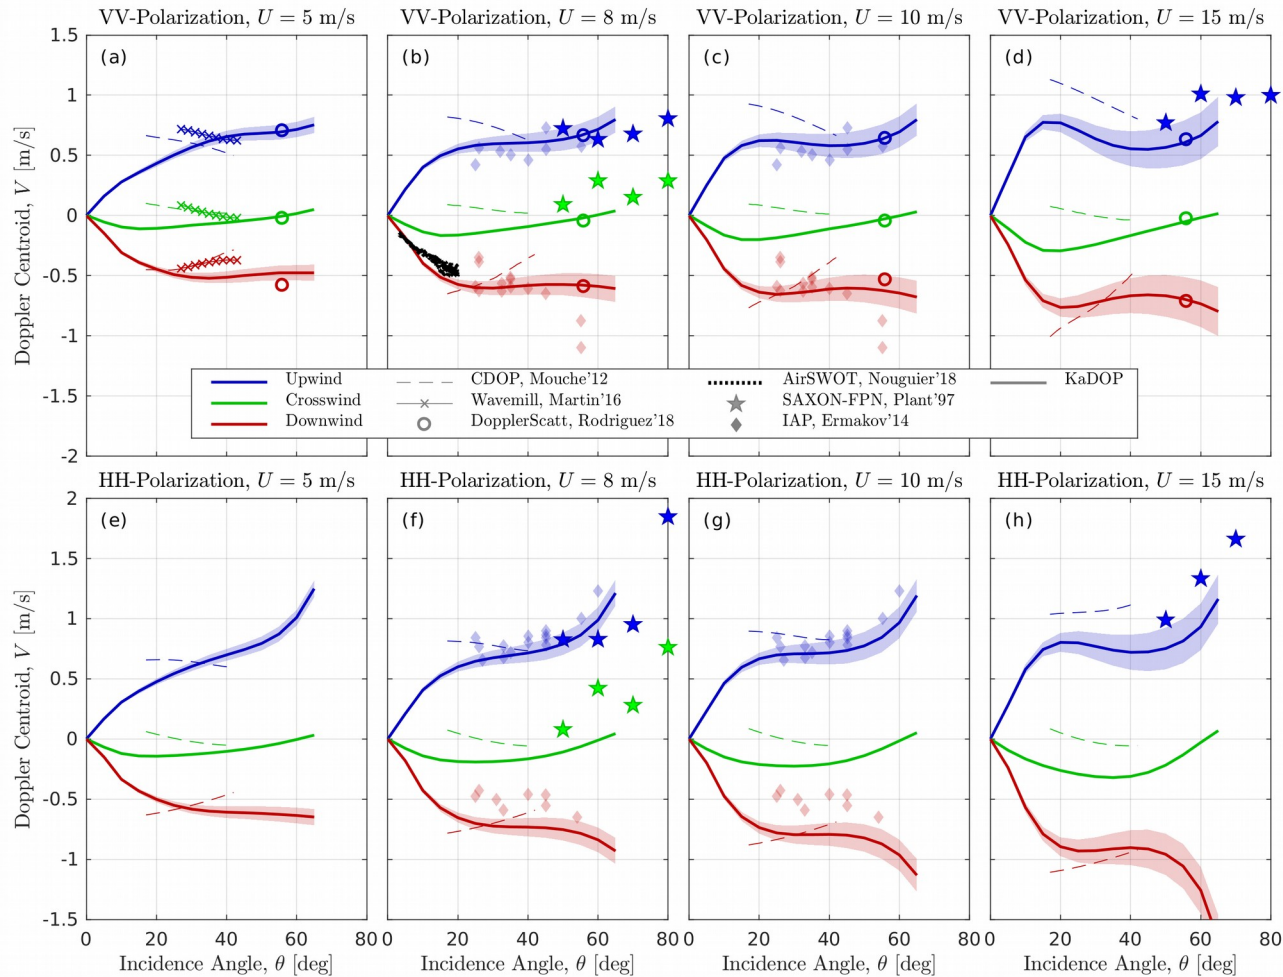 VV-Polarization, U = 5 m/s
VV-Polarization, U = 8 m/s
VV-Polarization, U = 10 m/s
VV-Polarization, U = 15 m/s
(a)
(b)
(c)
(d)
1.5
1
0.5
0
-0.5
-1
-1.5
-2
Doppler Centroid, V [m/s]
Upwind
CDOP, Mouche'12
AirSWOT, Nouguier'18
KaDOP
Crosswind
Wavemill, Martin'16
SAXON-FPN, Plant'97
Downwind
DopplerScatt, Rodriguez'18
IAP, Ermakov'14
HH-Polarization, U = 5 m/s
HH-Polarization, U = 8 m/s
HH-Polarization, U = 10 m/s
HH-Polarization, U = 15 m/s
(e)
(f)
(g)
(h)
2
1.5
1
0.5
0
-0.5
-1
-1.5
Doppler Centroid, V [m/s]
0 20 40 60 80
0 20 40 60 80
0 20 40 60 80
0 20 40 60 80
Incidence Angle, θ [deg]
Incidence Angle, θ [deg]
Incidence Angle, θ [deg]
Incidence Angle, θ [deg]